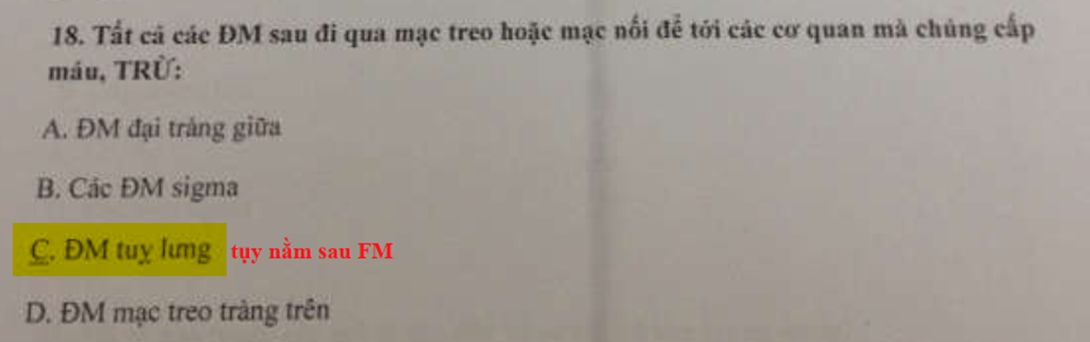 18. Tất cả các ĐM sau đi qua mạc treo hoặc mạc nối để tới các cơ quan mà chúng cấp
máu, TRỪ:
A. ĐM đại tràng giữa
B. Các ĐM sigma
C. ĐM tuỵ lưng tụy nằm sau FM
D. ĐM mạc treo tràng trên